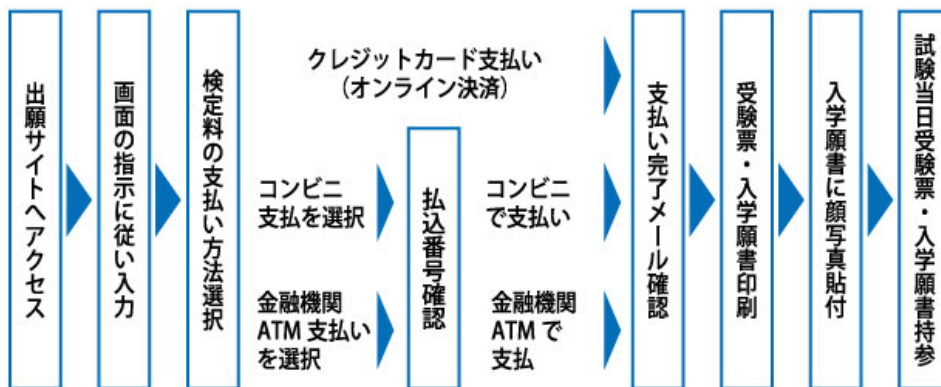 出願サイトへアクセス
画面の指示に従い入力
検定料の支払い方法選択
クレジットカード支払い
(オンライン決済)
コンビニ
支払を選択
金融機関
ATM 支払い
を選択
払込番号確認
コンビニ
で支払い
金融機関
ATM で
支払
支払い完了メール確認
受験票・入学願書印刷
入学願書に顔写真貼付
試験当日受験票・入学願書持参